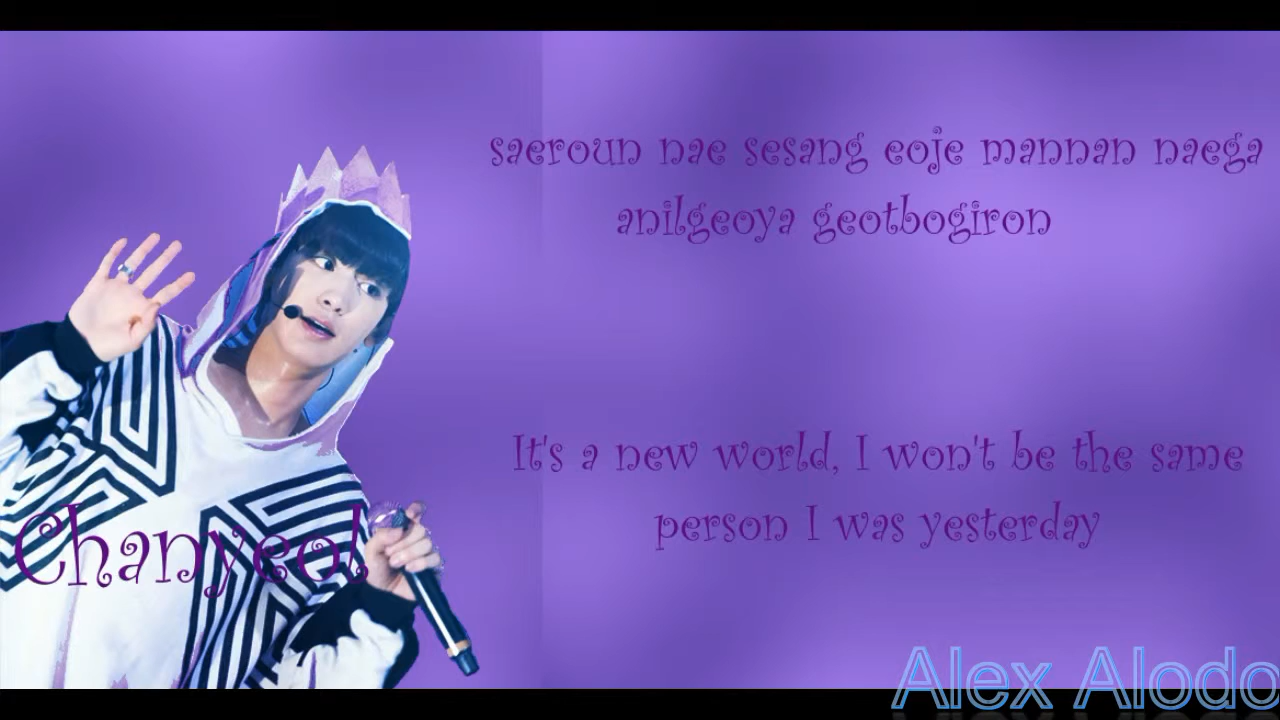 saeroun nae sesang eoje mannan naega
anilgeoya geotbogiron
It's a new world, I won't be the same
person I was yesterday
Chanyeol
Alex Alodo